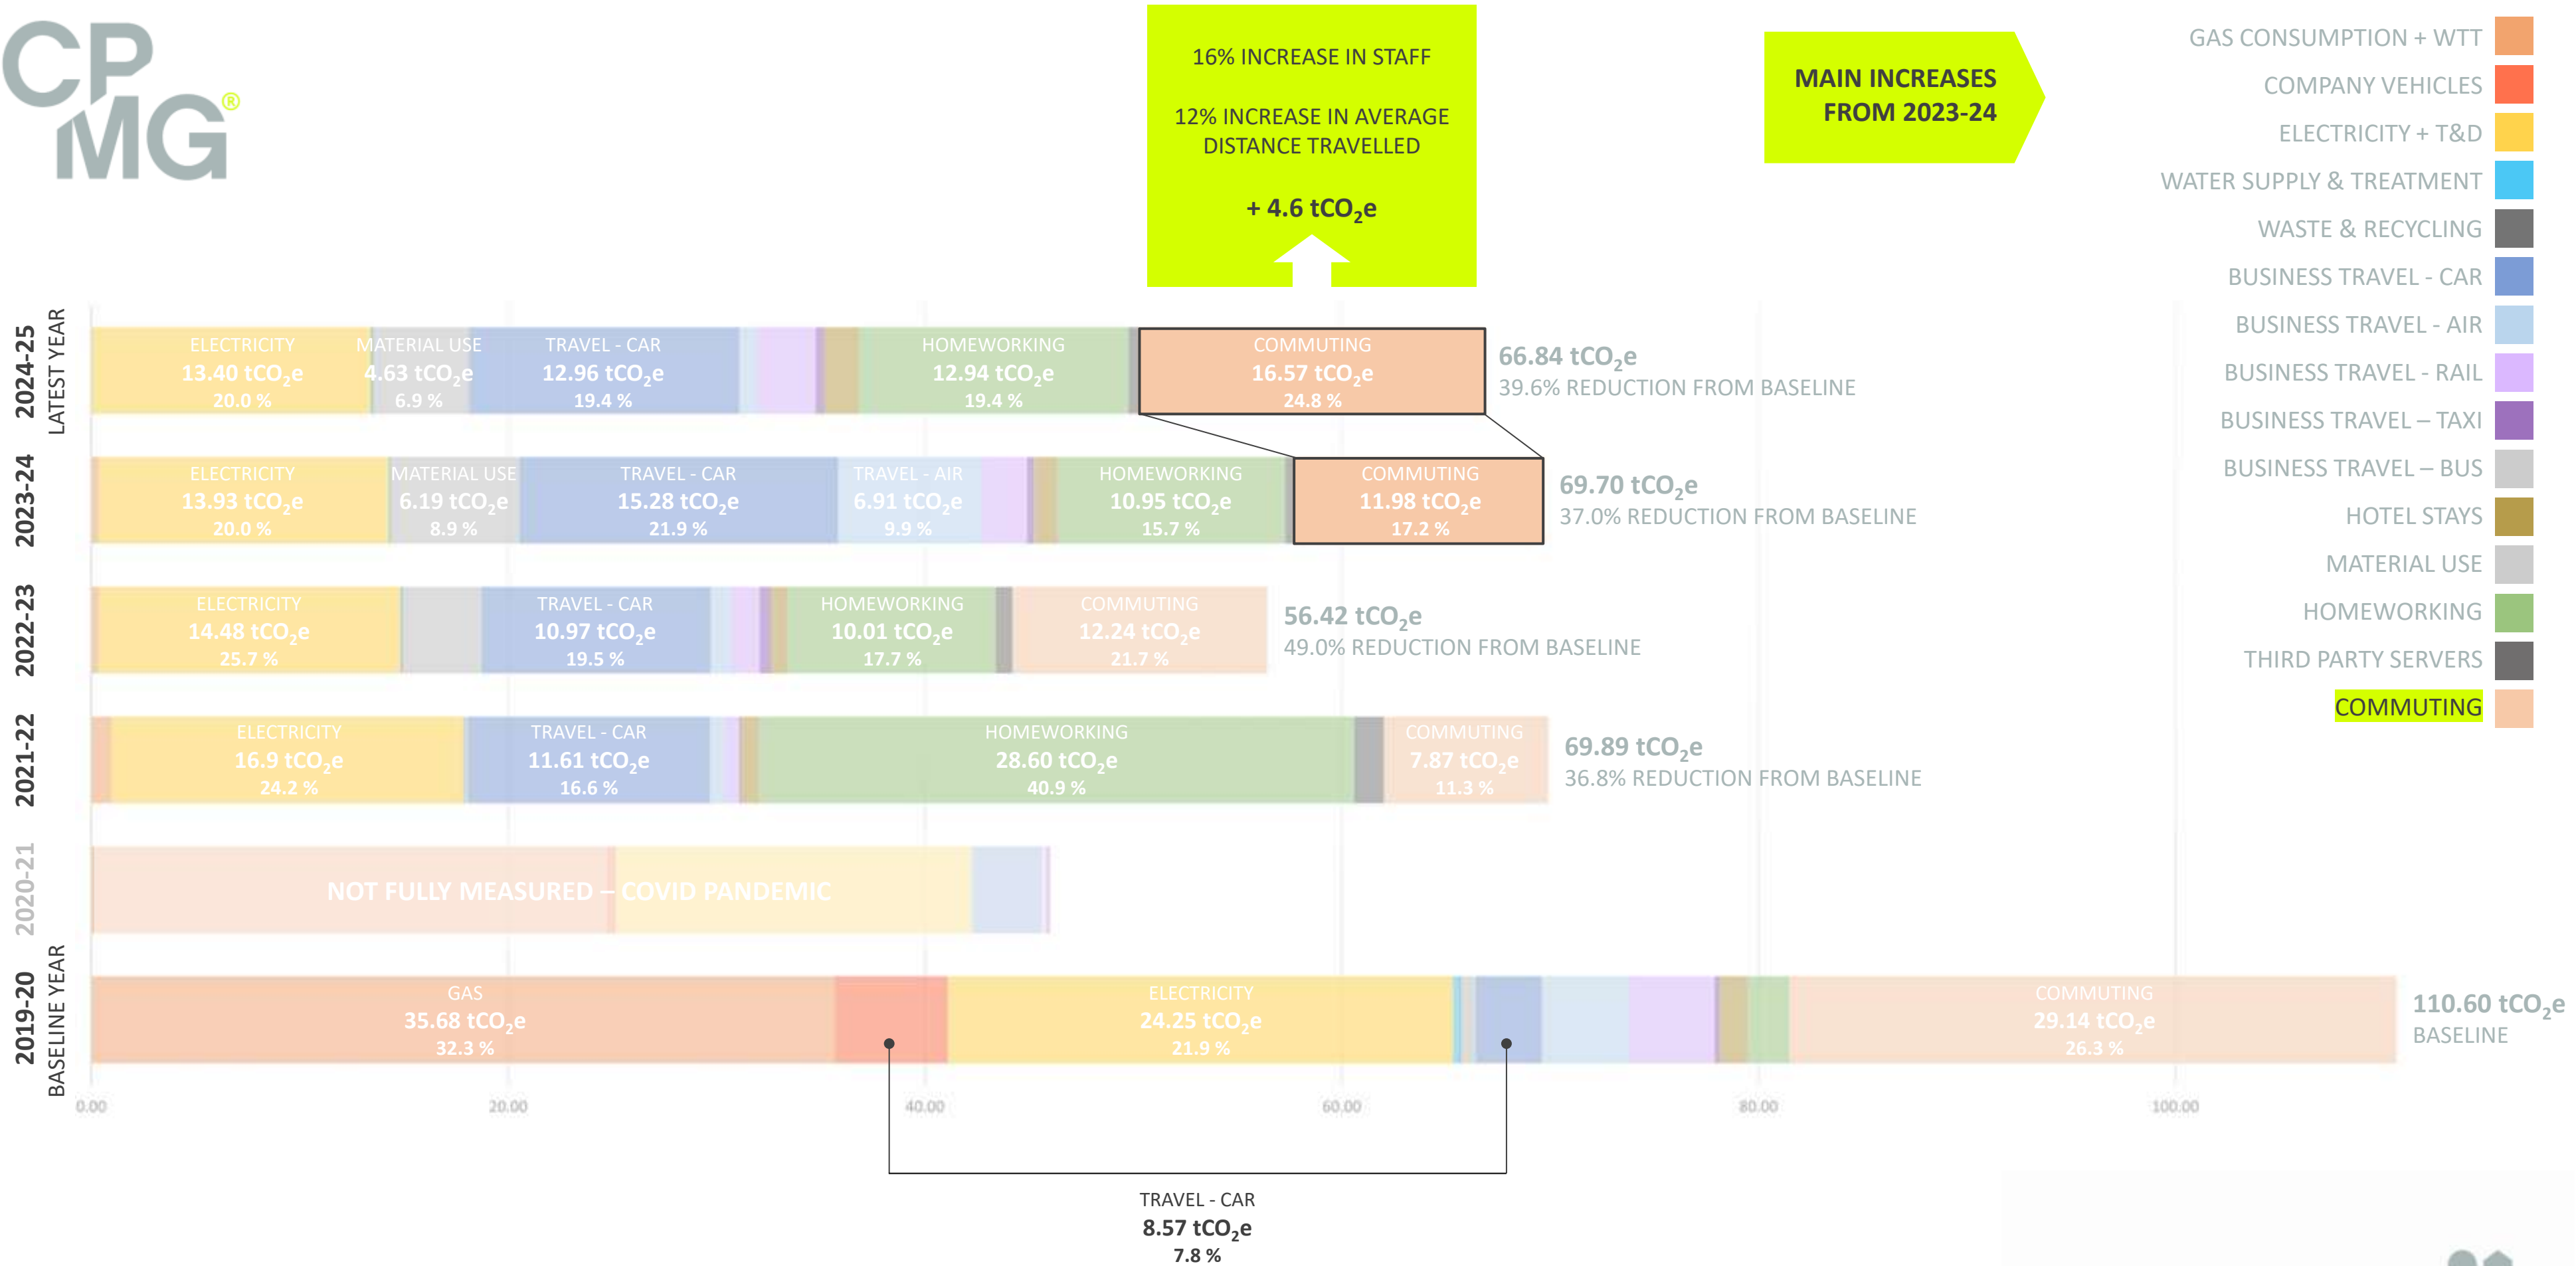 CP
MG®
16% INCREASE IN STAFF
12% INCREASE IN AVERAGE
DISTANCE TRAVELLED
+ 4.6 tCO₂e
MAIN INCREASES
FROM 2023-24
GAS CONSUMPTION + WTT
COMPANY VEHICLES
ELECTRICITY + T&D
WATER SUPPLY & TREATMENT
WASTE & RECYCLING
BUSINESS TRAVEL - CAR
BUSINESS TRAVEL - AIR
BUSINESS TRAVEL - RAIL
BUSINESS TRAVEL – TAXI
BUSINESS TRAVEL – BUS
HOTEL STAYS
MATERIAL USE
HOMEWORKING
THIRD PARTY SERVERS
COMMUTING
2024-25
LATEST YEAR
ELECTRICITY
13.40 tCO₂e
20.0 %
MATERIAL USE
4.63 tCO₂e
6.9 %
TRAVEL - CAR
12.96 tCO₂e
19.4 %
HOMEWORKING
12.94 tCO₂e
19.4 %
COMMUTING
16.57 tCO₂e
24.8 %
66.84 tCO₂e
39.6% REDUCTION FROM BASELINE
2023-24
ELECTRICITY
13.93 tCO₂e
20.0 %
MATERIAL USE
6.19 tCO₂e
8.9 %
TRAVEL - CAR
15.28 tCO₂e
21.9 %
TRAVEL - AIR
6.91 tCO₂e
9.9 %
HOMEWORKING
10.95 tCO₂e
15.7 %
COMMUTING
11.98 tCO₂e
17.2 %
69.70 tCO₂e
37.0% REDUCTION FROM BASELINE
2022-23
ELECTRICITY
14.48 tCO₂e
25.7 %
TRAVEL - CAR
10.97 tCO₂e
19.5 %
HOMEWORKING
10.01 tCO₂e
17.7 %
COMMUTING
12.24 tCO₂e
21.7 %
56.42 tCO₂e
49.0% REDUCTION FROM BASELINE
2021-22
ELECTRICITY
16.9 tCO₂e
24.2 %
TRAVEL - CAR
11.61 tCO₂e
16.6 %
HOMEWORKING
28.60 tCO₂e
40.9 %
COMMUTING
7.87 tCO₂e
11.3 %
69.89 tCO₂e
36.8% REDUCTION FROM BASELINE
2020-21
NOT FULLY MEASURED – COVID PANDEMIC
2019-20
BASELINE YEAR
GAS
35.68 tCO₂e
32.3 %
ELECTRICITY
24.25 tCO₂e
21.9 %
COMMUTING
29.14 tCO₂e
26.3 %
110.60 tCO₂e
BASELINE
0.00 20.00 40.00 60.00 80.00 100.00
TRAVEL - CAR
8.57 tCO₂e
7.8 %